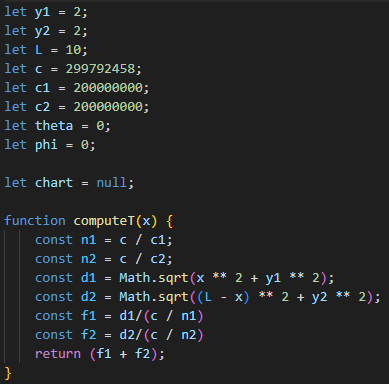 let y1 = 2;
let y2 = 2;
let L = 10;
let c = 299792458;
let c1 = 200000000;
let c2 = 200000000;
let theta = 0;
let phi = 0;

let chart = null;

function computeT(x) {
    const n1 = c / c1;
    const n2 = c / c2;
    const d1 = Math.sqrt(x ** 2 + y1 ** 2);
    const d2 = Math.sqrt((L - x) ** 2 + y2 ** 2);
    const f1 = d1/(c / n1)
    const f2 = d2/(c / n2)
    return (f1 + f2);
}